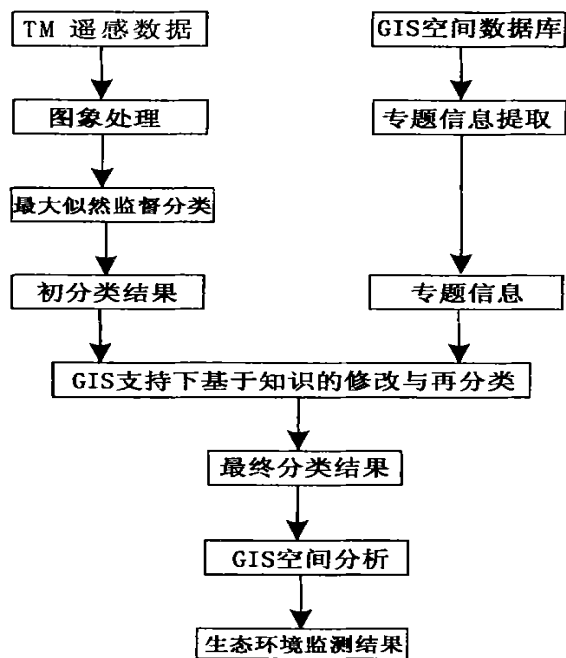 TM 遥感数据
GIS空间数据库
图象处理
专题信息提取
最大似然监督分类
初分类结果
专题信息
GIS支持下基于知识的修改与再分类
最终分类结果
GIS空间分析
生态环境监测结果